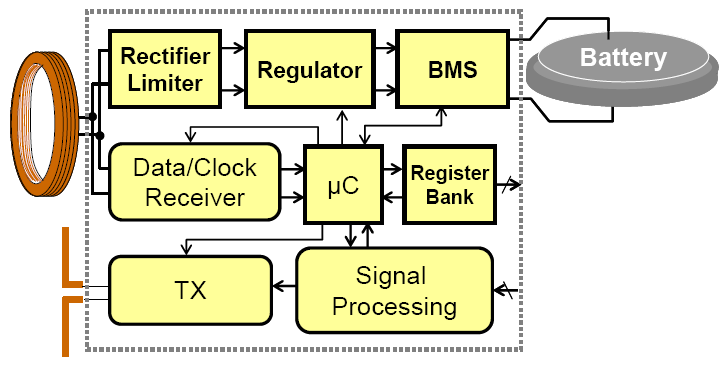 Rectifier
Limiter
Regulator
BMS
Battery
Data/Clock
Receiver
µC
Register
Bank
TX
Signal
Processing